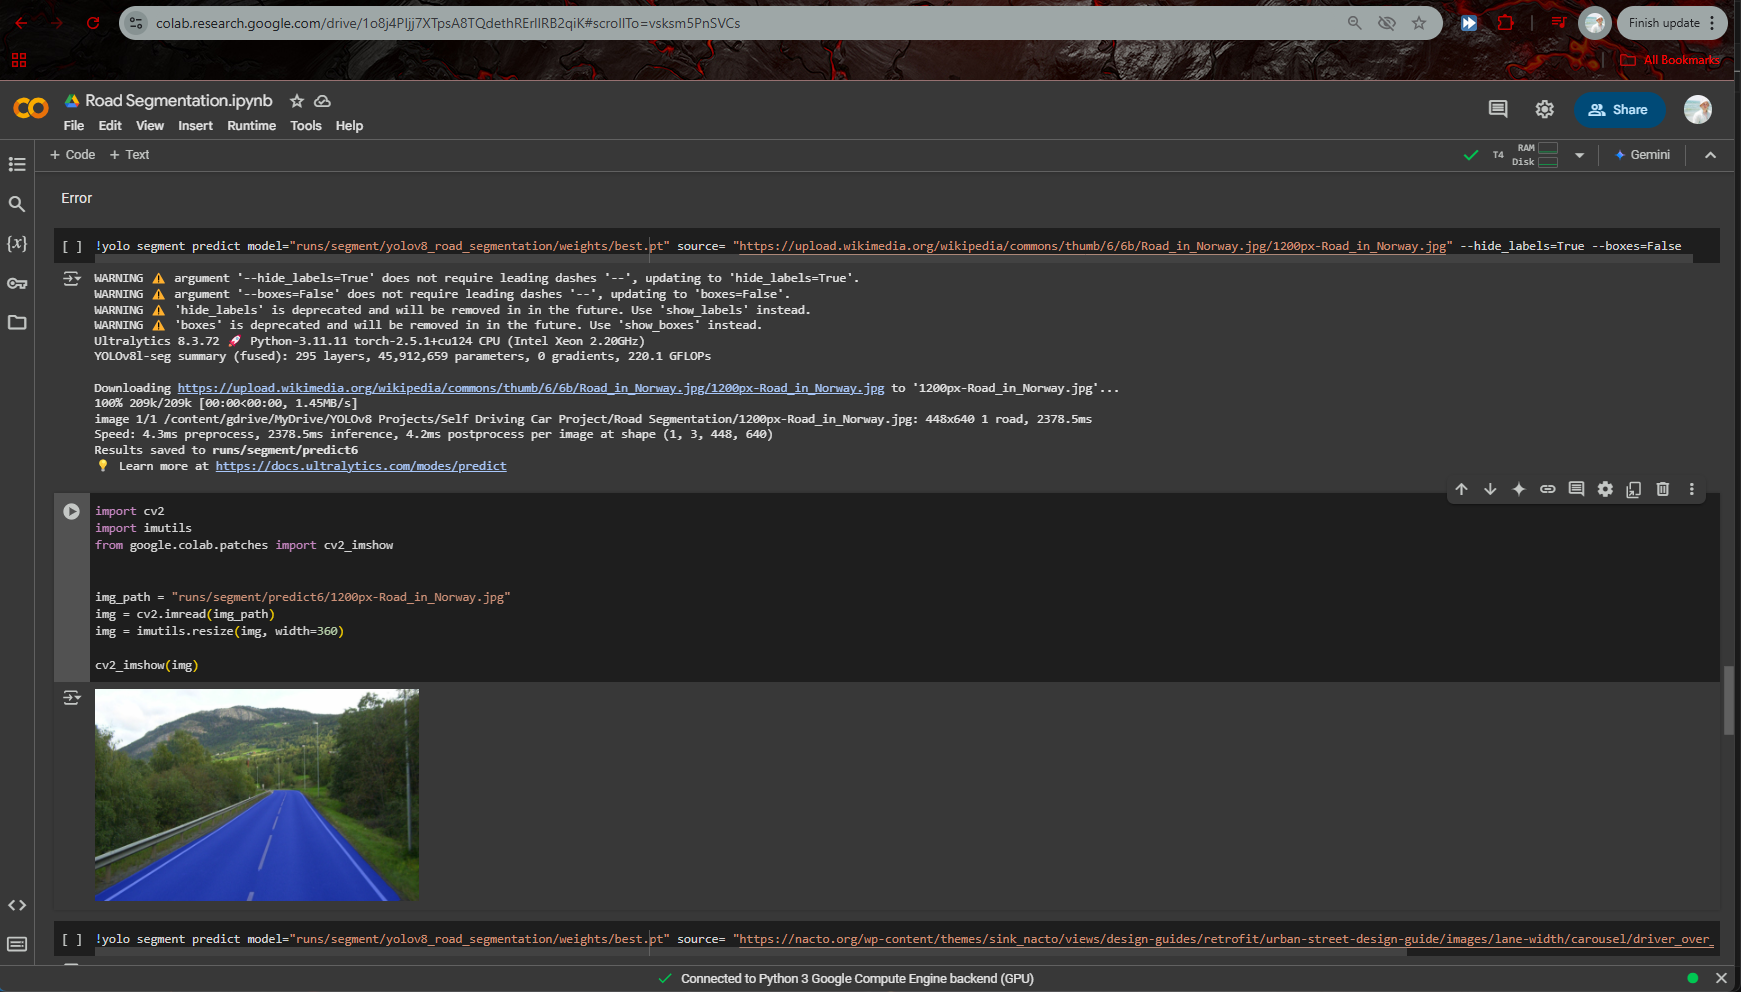 colab.research.google.com/drive/1o8j4PIjj7XTpsA8TQdethRErIlRB2qiK#scrollTo=vsksm5PnSVCs
Finish update
All Bookmarks
Road Segmentation.ipynb
File Edit View Insert Runtime Tools Help
Share
+ Code + Text
T4 RAM Disk
Gemini
Error
[ ] !yolo segment predict model="runs/segment/yolov8_road_segmentation/weights/best.pt" source= "https://upload.wikimedia.org/wikipedia/commons/thumb/6/6b/Road_in_Norway.jpg/1200px-Road_in_Norway.jpg" --hide_labels=True --boxes=False
WARNING ⚠️ argument '--hide_labels=True' does not require leading dashes '--', updating to 'hide_labels=True'.
WARNING ⚠️ argument '--boxes=False' does not require leading dashes '--', updating to 'boxes=False'.
WARNING ⚠️ 'hide_labels' is deprecated and will be removed in in the future. Use 'show_labels' instead.
WARNING ⚠️ 'boxes' is deprecated and will be removed in in the future. Use 'show_boxes' instead.
Ultralytics 8.3.72 🚀 Python-3.11.11 torch-2.5.1+cu124 CPU (Intel Xeon 2.20GHz)
YOLOv8l-seg summary (fused): 295 layers, 45,912,659 parameters, 0 gradients, 220.1 GFLOPs
Downloading https://upload.wikimedia.org/wikipedia/commons/thumb/6/6b/Road_in_Norway.jpg/1200px-Road_in_Norway.jpg to '1200px-Road_in_Norway.jpg'...
100% 209k/209k [00:00<00:00, 1.45MB/s]
image 1/1 /content/gdrive/MyDrive/YOLOv8 Projects/Self Driving Car Project/Road Segmentation/1200px-Road_in_Norway.jpg: 448x640 1 road, 2378.5ms
Speed: 4.3ms preprocess, 2378.5ms inference, 4.2ms postprocess per image at shape (1, 3, 448, 640)
Results saved to runs/segment/predict6
💡 Learn more at https://docs.ultralytics.com/modes/predict
import cv2
import imutils
from google.colab.patches import cv2_imshow
img_path = "runs/segment/predict6/1200px-Road_in_Norway.jpg"
img = cv2.imread(img_path)
img = imutils.resize(img, width=360)
cv2_imshow(img)
[ ] !yolo segment predict model="runs/segment/yolov8_road_segmentation/weights/best.pt" source= "https://nacto.org/wp-content/themes/sink_nacto/views/design-guides/retrofit/urban-street-design-guide/images/lane-width/carousel/driver_over_
Connected to Python 3 Google Compute Engine backend (GPU)